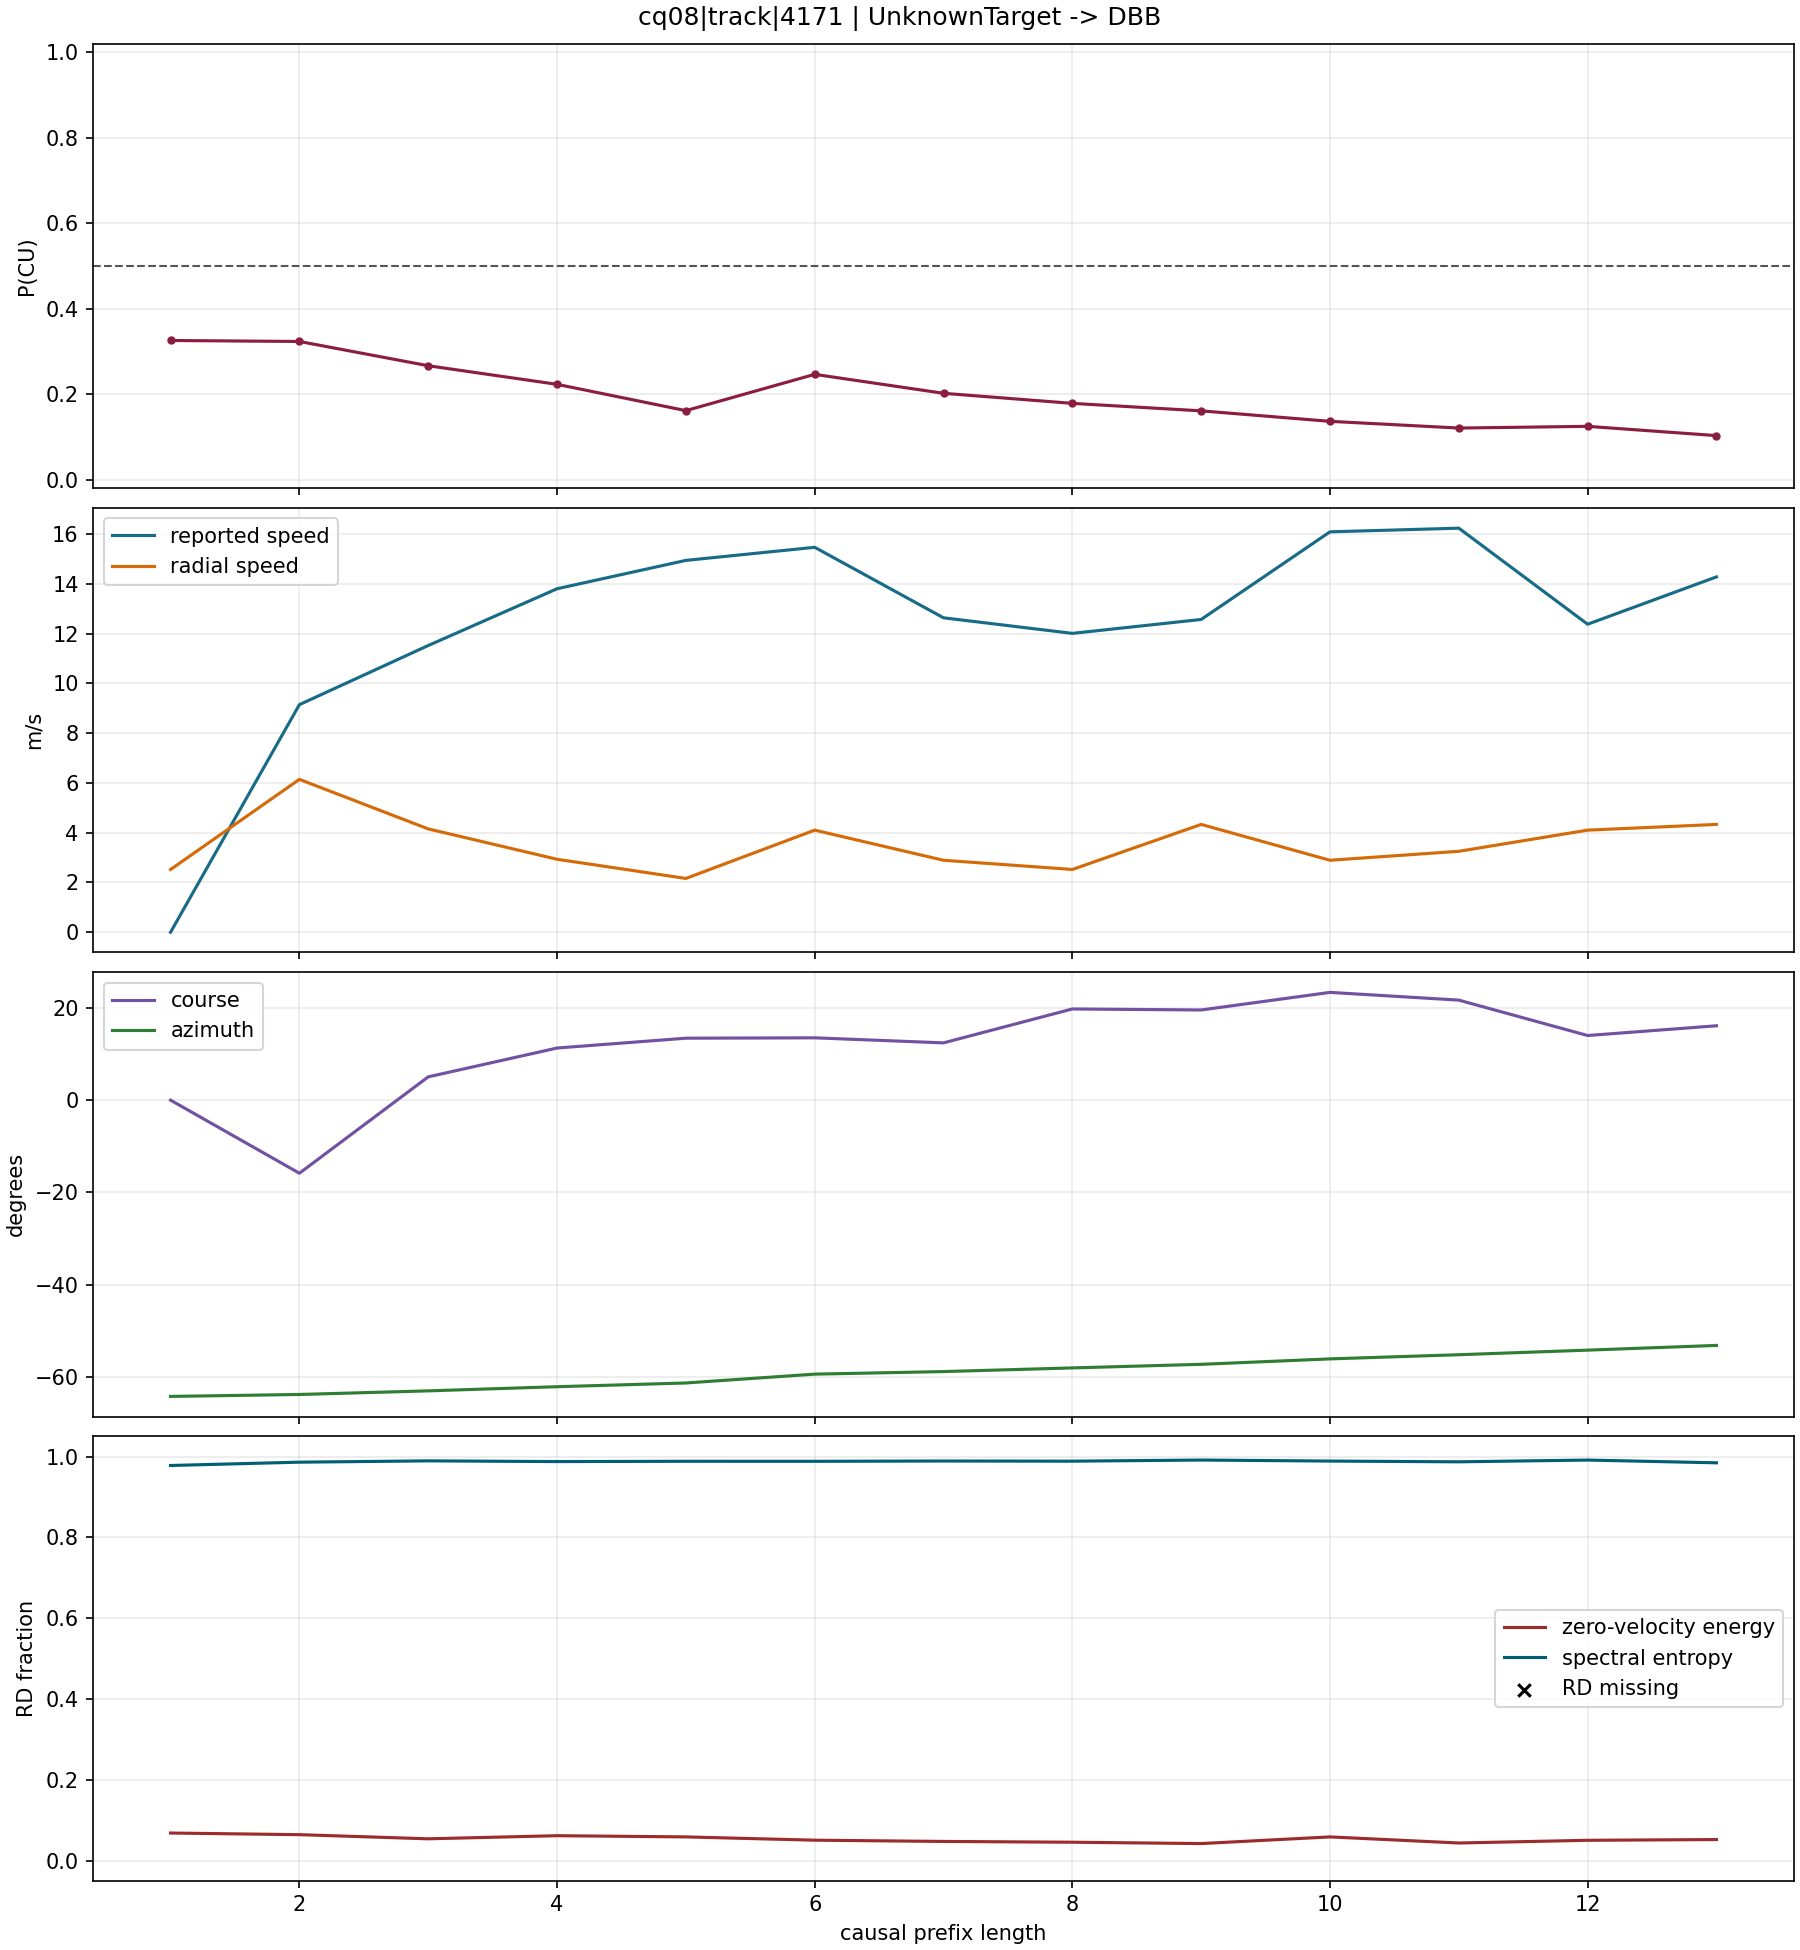 cq08|track|4171 | UnknownTarget -> DBB
1.0
0.8
0.6
0.4
0.2
0.0
P(CU)
reported speed
radial speed
16
14
12
10
8
6
4
2
0
m/s
course
azimuth
20
0
−20
−40
−60
degrees
1.0
0.8
0.6
0.4
0.2
0.0
RD fraction
zero-velocity energy
spectral entropy
RD missing
2 4 6 8 10 12
causal prefix length